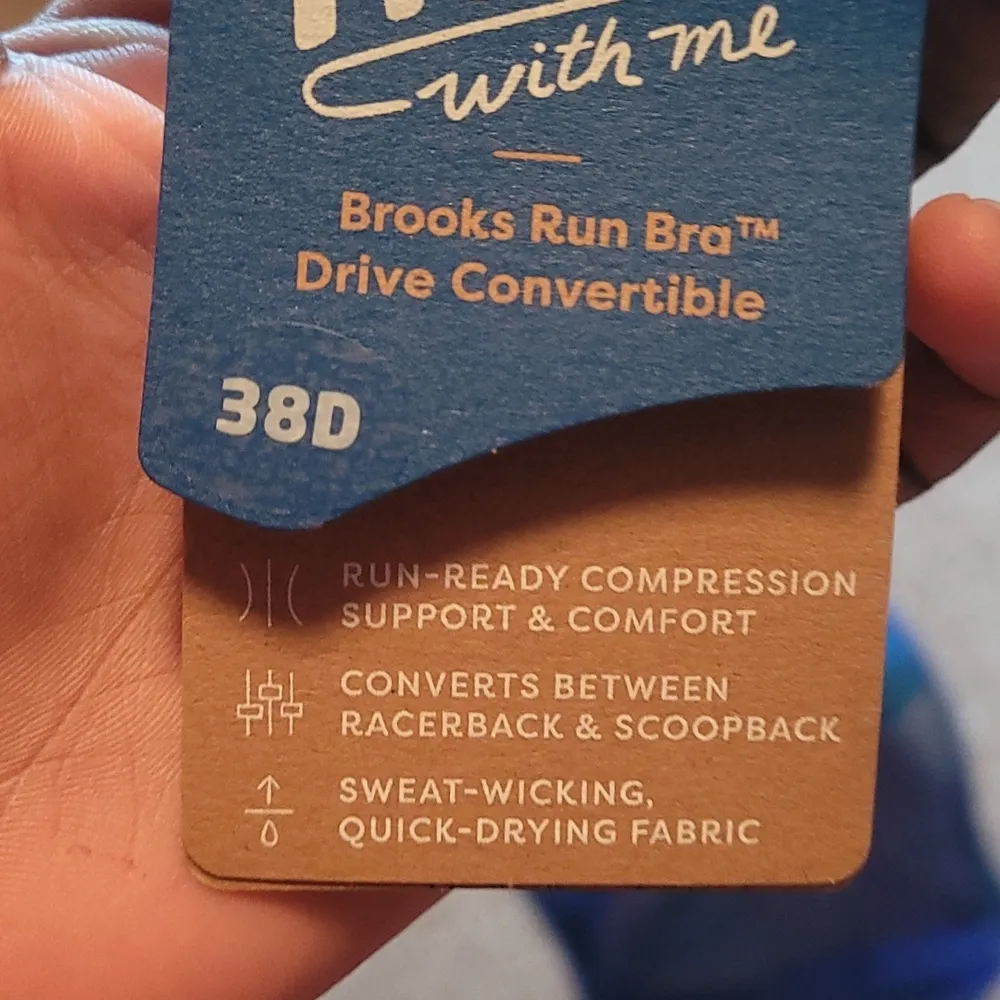 with me
Brooks Run Bra™
Drive Convertible
38D
RUN-READY COMPRESSION
SUPPORT & COMFORT
CONVERTS BETWEEN
RACERBACK & SCOOPBACK
SWEAT-WICKING,
QUICK-DRYING FABRIC